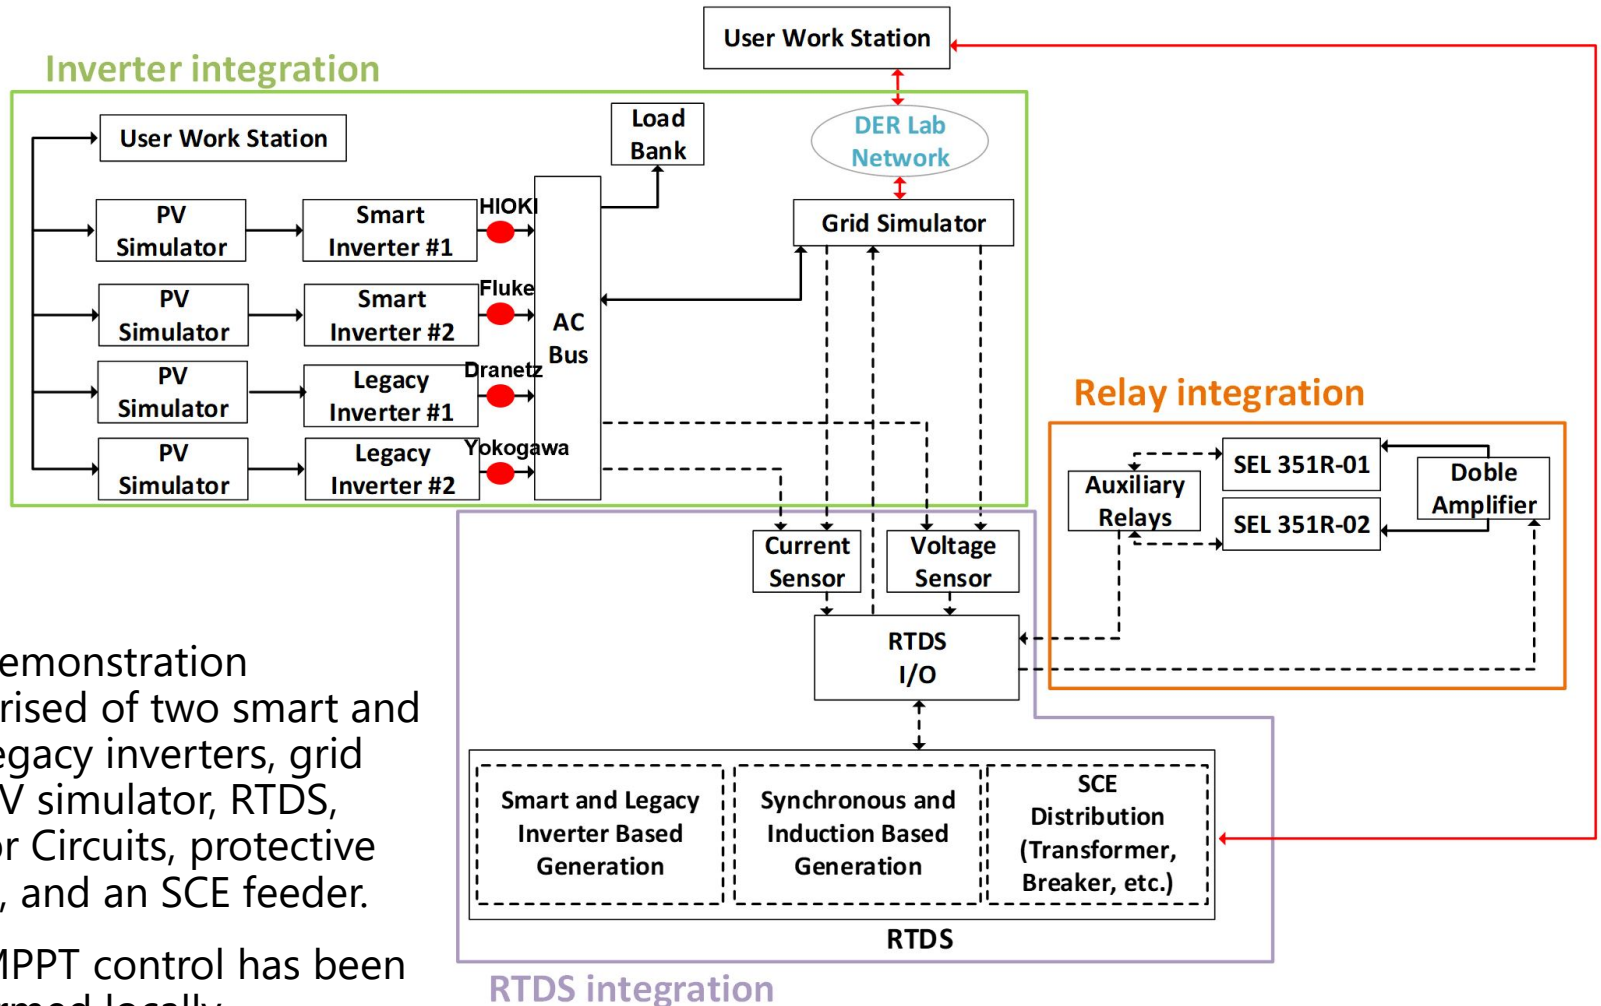 User Work Station
Inverter integration
DER Lab
Network
User Work Station
Load
Bank
PV
Simulator
Smart
Inverter #1
HIOKI
Grid Simulator
PV
Simulator
Smart
Inverter #2
Fluke
AC
Bus
PV
Simulator
Legacy
Inverter #1
Dranetz
PV
Simulator
Legacy
Inverter #2
Yokogawa
Relay integration
Auxiliary
Relays
SEL 351R-01
SEL 351R-02
Doble
Amplifier
Current
Sensor
Voltage
Sensor
RTDS
I/O
Smart and Legacy
Inverter Based
Generation
Synchronous and
Induction Based
Generation
SCE
Distribution
(Transformer,
Breaker, etc.)
RTDS
RTDS integration
emonstration
rised of two smart and
egacy inverters, grid
V simulator, RTDS,
or Circuits, protective
, and an SCE feeder.
MPPT control has been
rmed locally